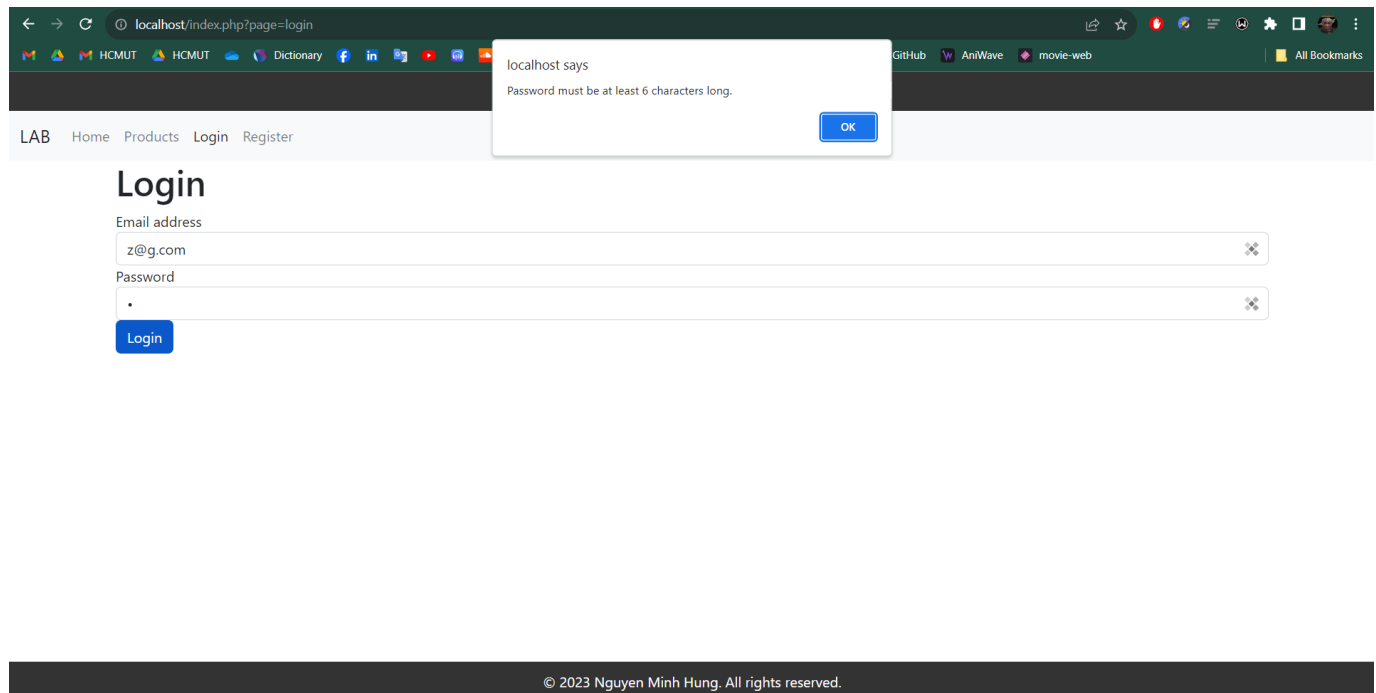 localhost/index.php?page=login
HCMUT HCMUT Dictionary GitHub AniWave movie-web All Bookmarks
localhost says
Password must be at least 6 characters long.
OK
LAB Home Products Login Register
Login
Email address
z@g.com
Password
Login
© 2023 Nguyen Minh Hung. All rights reserved.